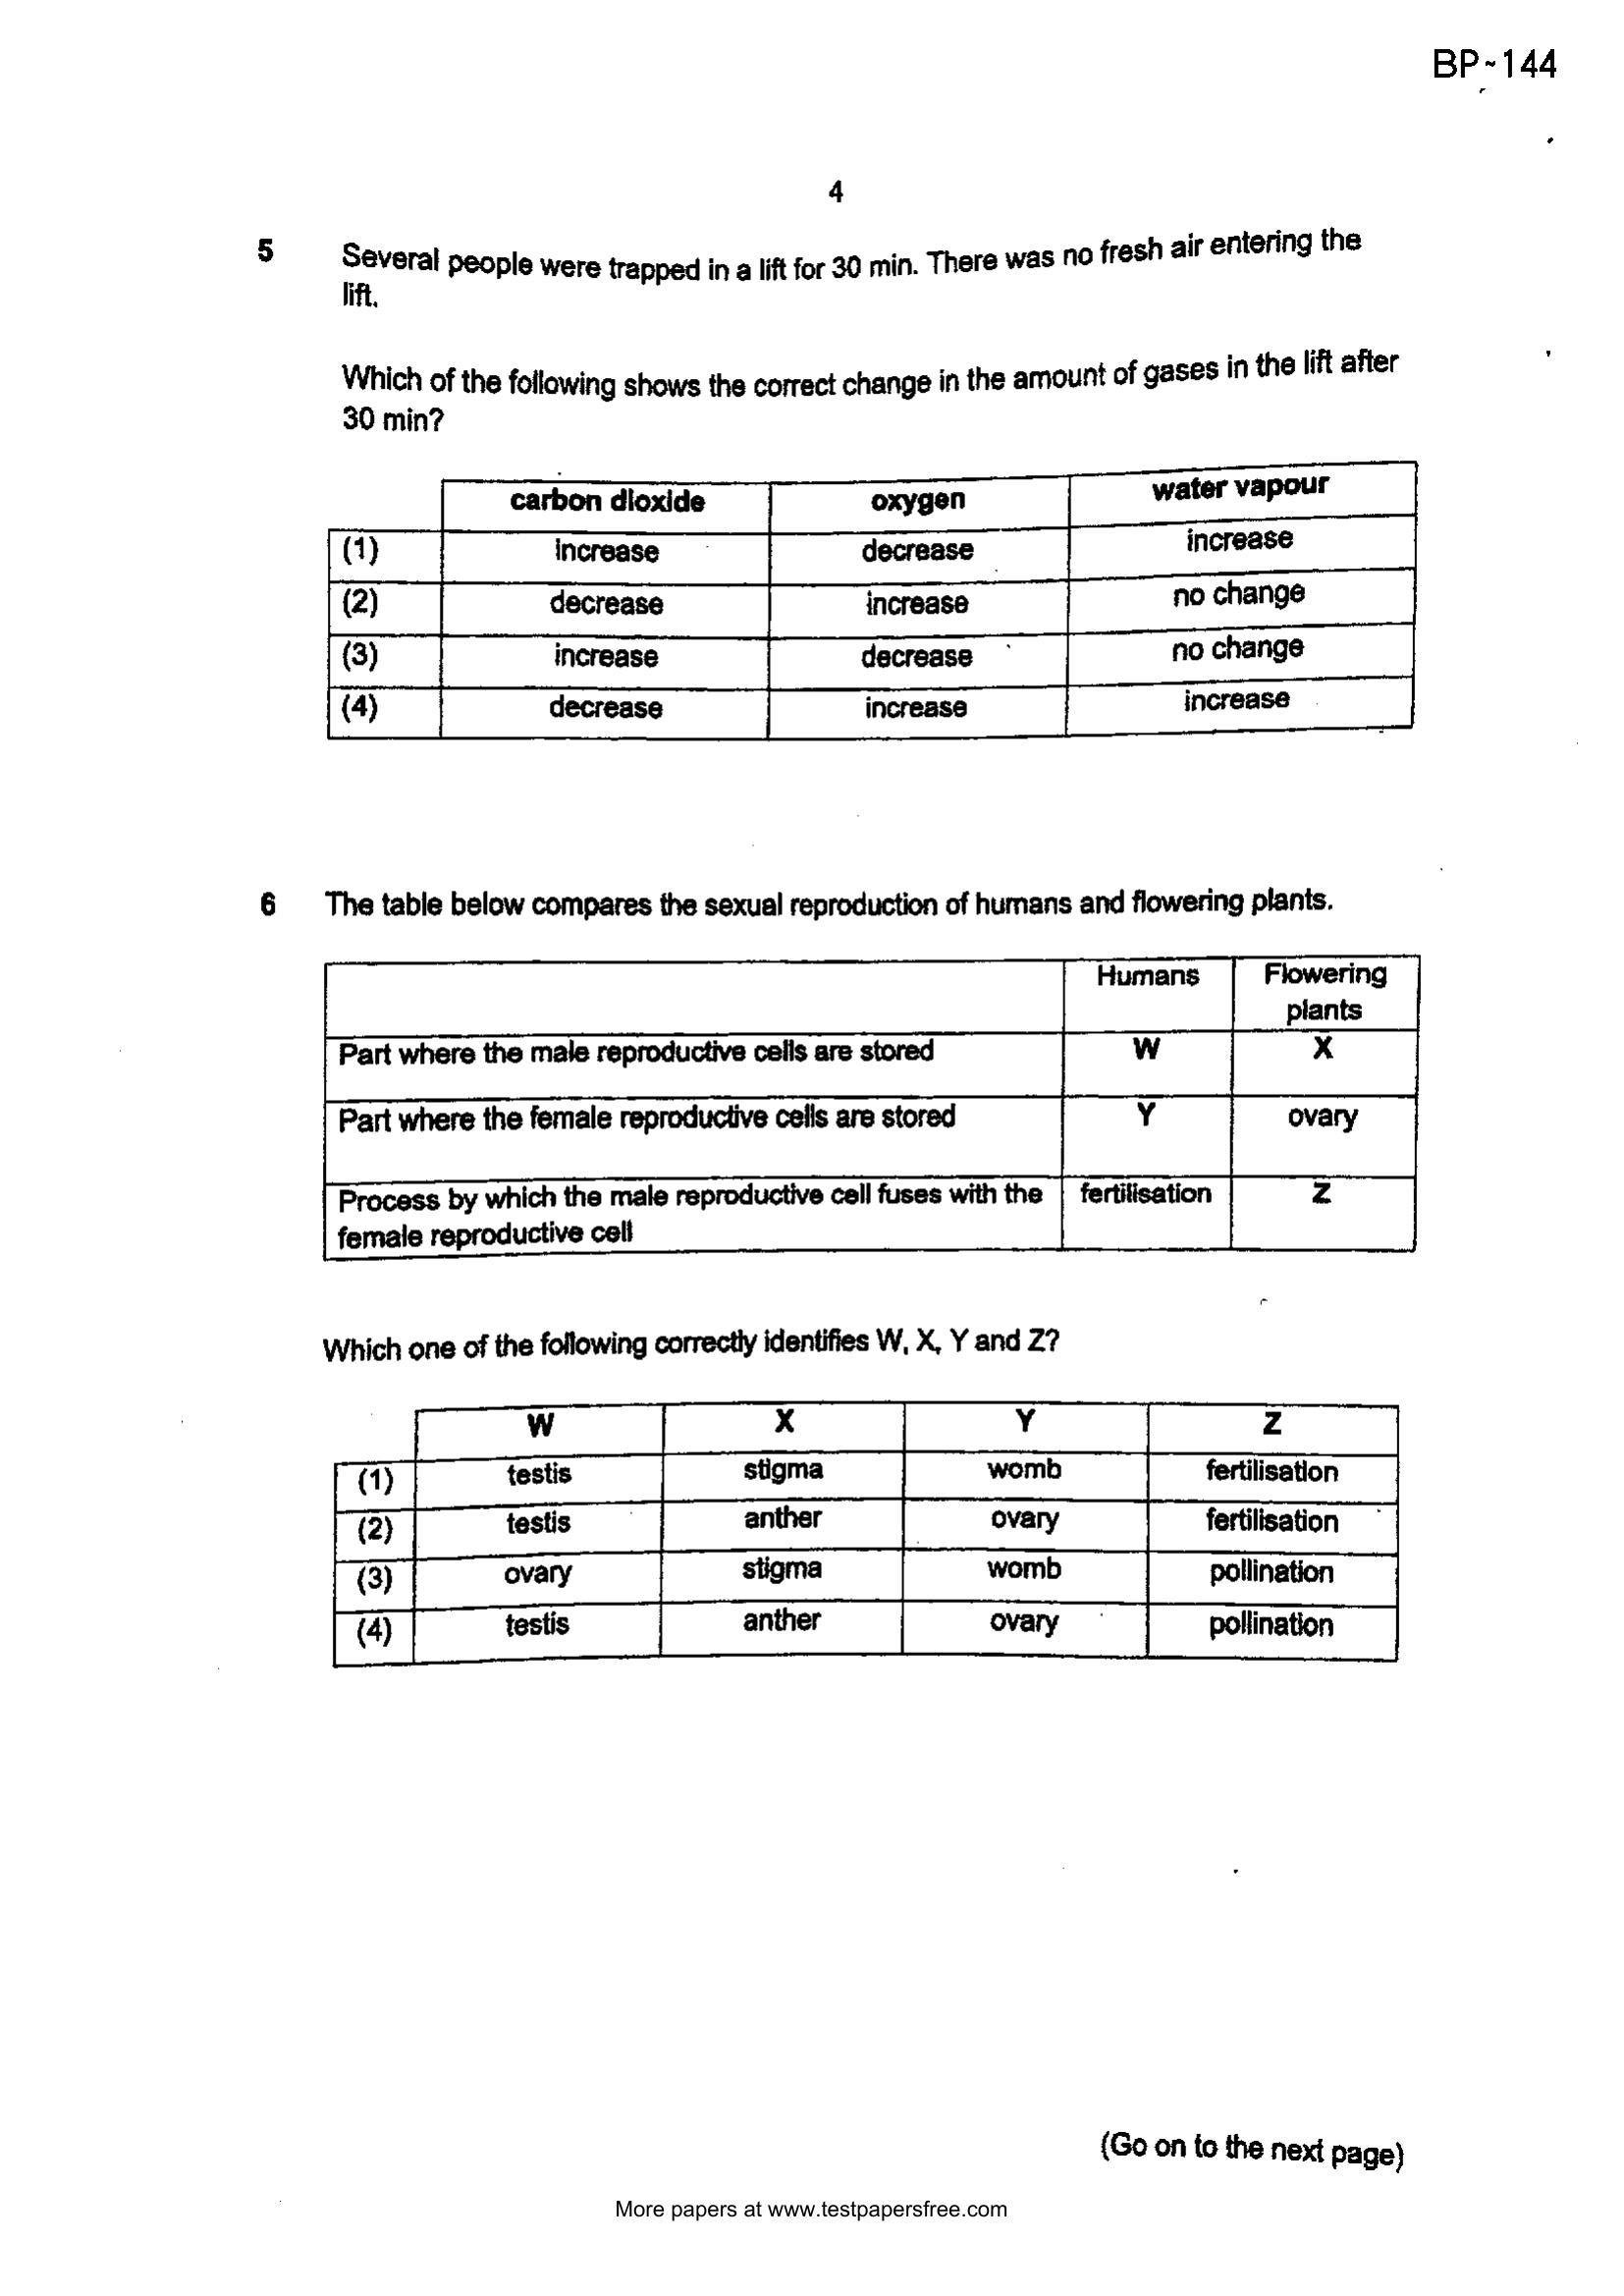 BP~144
4
5 Several people were trapped in a lift for 30 min. There was no fresh air entering the
lift.
Which of the following shows the correct change in the amount of gases in the lift after
30 min?
carbon dioxide oxygen water vapour
(1) increase decrease increase
(2) decrease increase no change
(3) increase decrease no change
(4) decrease increase increase
6 The table below compares the sexual reproduction of humans and flowering plants.
Humans Flowering
plants
Part where the male reproductive cells are stored W X
Part where the female reproductive cells are stored Y ovary
Process by which the male reproductive cell fuses with the fertilisation Z
female reproductive cell
Which one of the following correctly identifies W, X, Y and Z?
W X Y Z
(1) testis stigma womb fertilisation
(2) testis anther ovary fertilisation
(3) ovary stigma womb pollination
(4) testis anther ovary pollination
(Go on to the next page)
More papers at www.testpapersfree.com